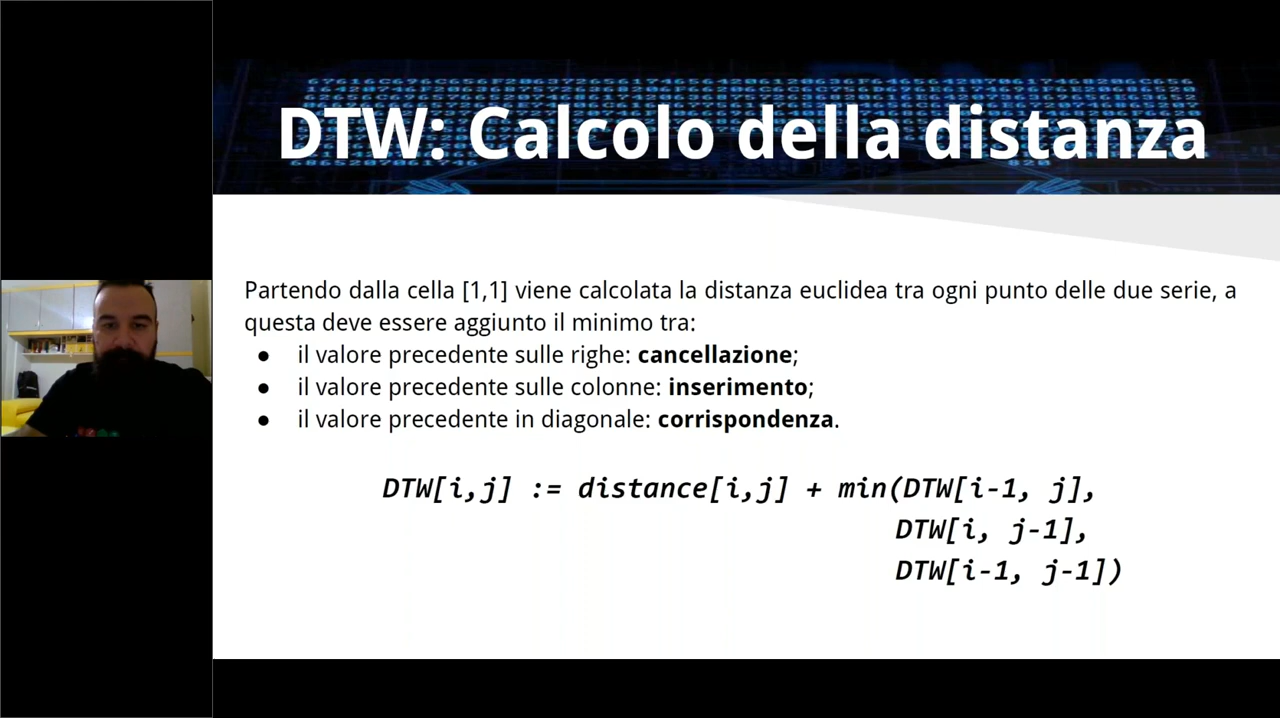 DTW: Calcolo della distanza
Partendo dalla cella [1,1] viene calcolata la distanza euclidea tra ogni punto delle due serie, a
questa deve essere aggiunto il minimo tra:
● il valore precedente sulle righe: cancellazione;
● il valore precedente sulle colonne: inserimento;
● il valore precedente in diagonale: corrispondenza.
DTW[i,j] := distance[i,j] + min(DTW[i-1, j],
DTW[i, j-1],
DTW[i-1, j-1])